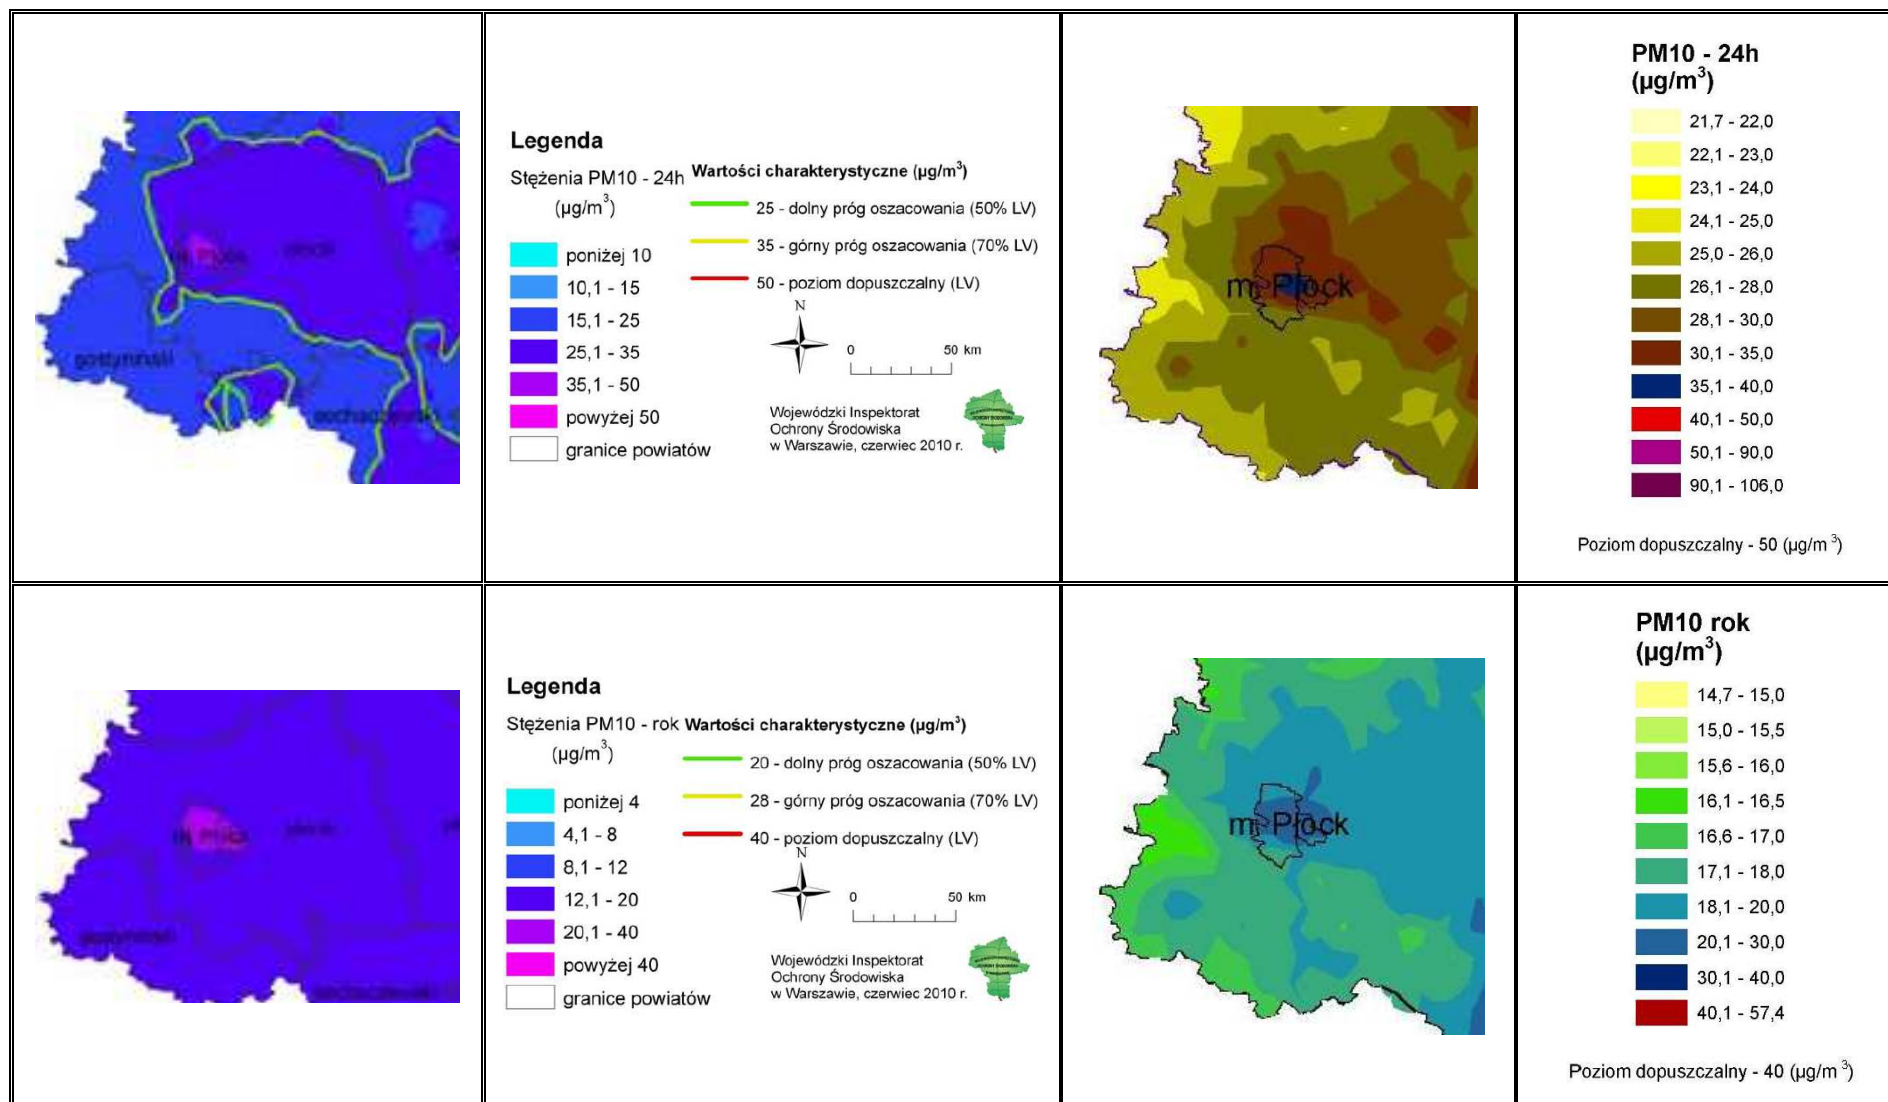 m. Płock
płocki
gostyniński
sochaczewski
Legenda
Stężenia PM10 - 24h
(µg/m³)
poniżej 10
10,1 - 15
15,1 - 25
25,1 - 35
35,1 - 50
powyżej 50
granice powiatów
Wartości charakterystyczne (µg/m³)
25 - dolny próg oszacowania (50% LV)
35 - górny próg oszacowania (70% LV)
50 - poziom dopuszczalny (LV)
N
0 50 km
Wojewódzki Inspektorat
Ochrony Środowiska
w Warszawie, czerwiec 2010 r.
m. Płock
PM10 - 24h
(µg/m³)
21,7 - 22,0
22,1 - 23,0
23,1 - 24,0
24,1 - 25,0
25,0 - 26,0
26,1 - 28,0
28,1 - 30,0
30,1 - 35,0
35,1 - 40,0
40,1 - 50,0
50,1 - 90,0
90,1 - 106,0
Poziom dopuszczalny - 50 (µg/m³)
m. Płock
płocki
gostyniński
sochaczewski
Legenda
Stężenia PM10 - rok
(µg/m³)
poniżej 4
4,1 - 8
8,1 - 12
12,1 - 20
20,1 - 40
powyżej 40
granice powiatów
Wartości charakterystyczne (µg/m³)
20 - dolny próg oszacowania (50% LV)
28 - górny próg oszacowania (70% LV)
40 - poziom dopuszczalny (LV)
N
0 50 km
Wojewódzki Inspektorat
Ochrony Środowiska
w Warszawie, czerwiec 2010 r.
m. Płock
PM10 rok
(µg/m³)
14,7 - 15,0
15,0 - 15,5
15,6 - 16,0
16,1 - 16,5
16,6 - 17,0
17,1 - 18,0
18,1 - 20,0
20,1 - 30,0
30,1 - 40,0
40,1 - 57,4
Poziom dopuszczalny - 40 (µg/m³)